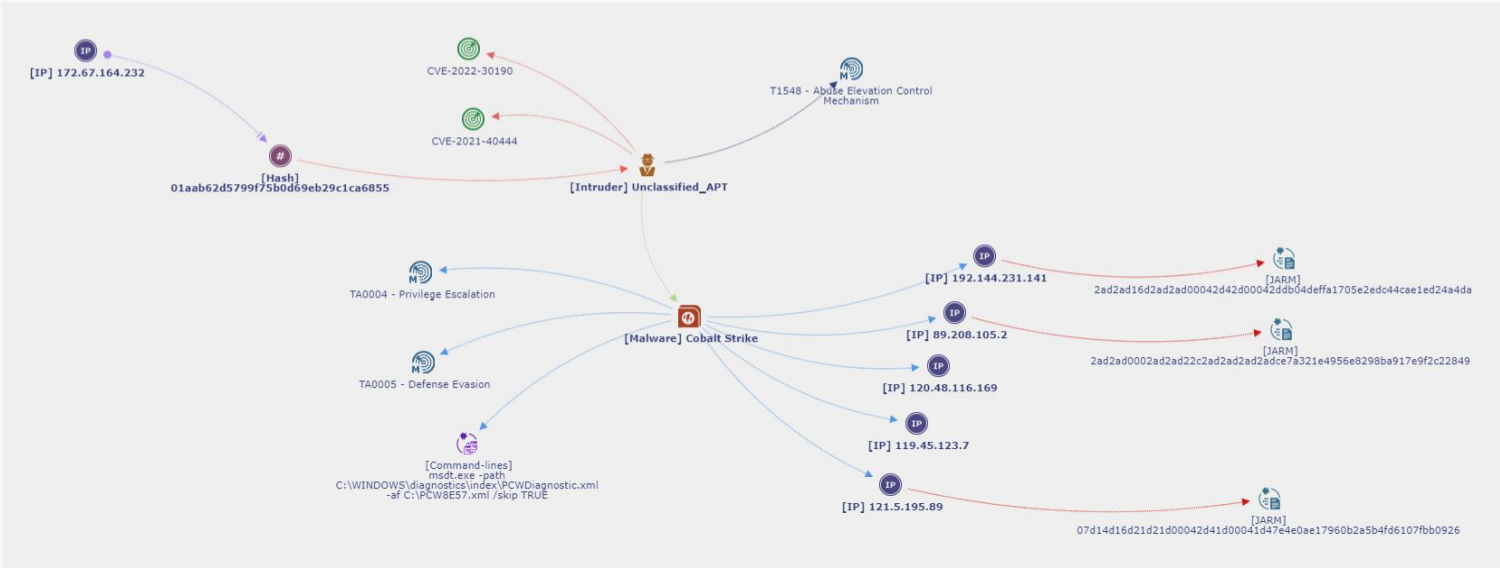 IP
[IP] 172.67.164.232
CVE-2022-30190
M
T1548 - Abuse Elevation Control
Mechanism
CVE-2021-40444
#
[Hash]
01aab62d5799f75b0d69eb29c1ca6855
[Intruder] Unclassified_APT
M
TA0004 - Privilege Escalation
IP
[IP] 192.144.231.141
[JARM]
2ad2ad16d2ad2ad00042d42d00042ddb04deffa1705e2edc44cae1ed24a4da
[Malware] Cobalt Strike
IP
[IP] 89.208.105.2
[JARM]
2ad2ad0002ad2ad22c2ad2ad2ad2adce7a321e4956e8298ba917e9f2c22849
M
TA0005 - Defense Evasion
IP
[IP] 120.48.116.169
IP
[IP] 119.45.123.7
[Command-lines]
msdt.exe -path
C:\WINDOWS\diagnostics\index\PCWDiagnostic.xml
-af C:\PCW8E57.xml /skip TRUE
IP
[IP] 121.5.195.89
[JARM]
07d14d16d21d21d00042d41d00041d47e4e0ae17960b2a5b4fd6107fbb0926